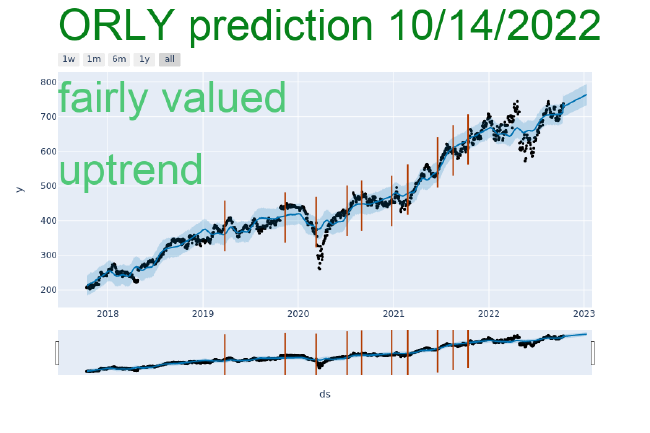 ORLY prediction 10/14/2022
1w 1m 6m 1y all
fairly valued
uptrend
800
700
600
500
400
300
200
y
2018 2019 2020 2021 2022 2023
ds